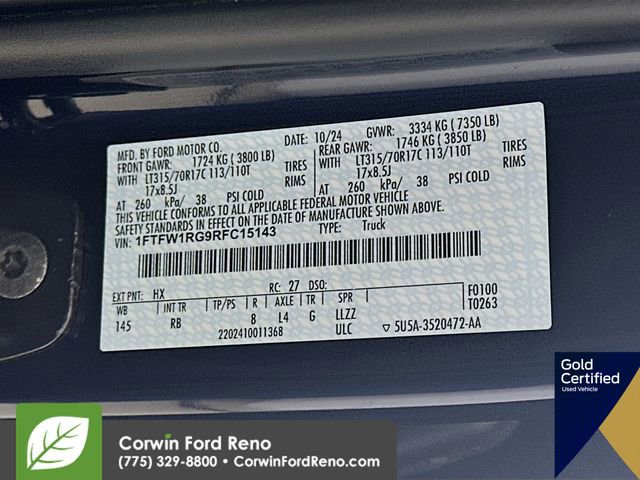 MFD. BY FORD MOTOR CO.
DATE: 10/24 GVWR: 3334 KG ( 7350 LB)
FRONT GAWR: 1724 KG ( 3800 LB)
REAR GAWR: 1746 KG ( 3850 LB)
WITH LT315/70R17C 113/110T TIRES
WITH LT315/70R17C 113/110T TIRES
17x8.5J RIMS
17x8.5J RIMS
AT 260 kPa/ 38 PSI COLD
AT 260 kPa/ 38 PSI COLD
THIS VEHICLE CONFORMS TO ALL APPLICABLE FEDERAL MOTOR VEHICLE
SAFETY STANDARDS IN EFFECT ON THE DATE OF MANUFACTURE SHOWN ABOVE.
VIN: 1FTFW1RG9RFC15143
TYPE: Truck
EXT PNT: HX RC: 27 DSO: F0100
WB INT TR TP/PS R AXLE TR SPR T0263
145 RB 8 L4 G LLZZ
2202410011368 ULC ▽ 5U5A-3520472-AA
Gold
Certified
Used Vehicle
Corwin Ford Reno
(775) 329-8800 • CorwinFordReno.com